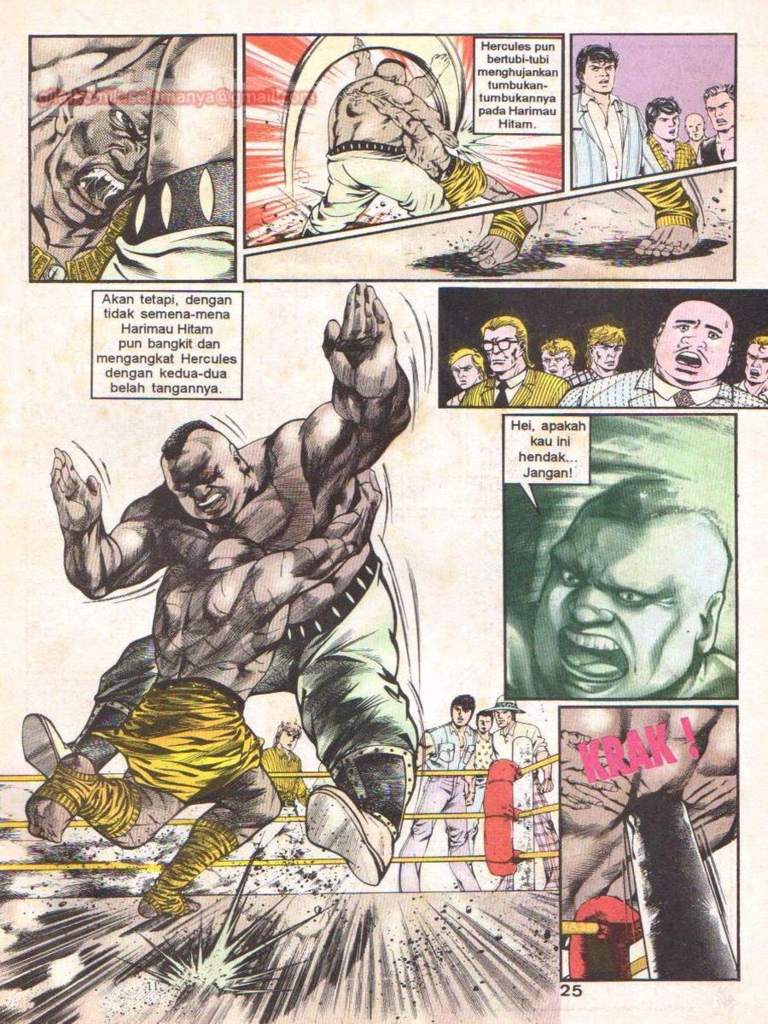 Hercules pun
bertubi-tubi
menghujankan
tumbukan-
tumbukannya
pada Harimau
Hitam.
Akan tetapi, dengan
tidak semena-mena
Harimau Hitam
pun bangkit dan
mengangkat Hercules
dengan kedua-dua
belah tangannya.
Hei, apakah
kau ini
hendak...
Jangan!
KRAK !
25